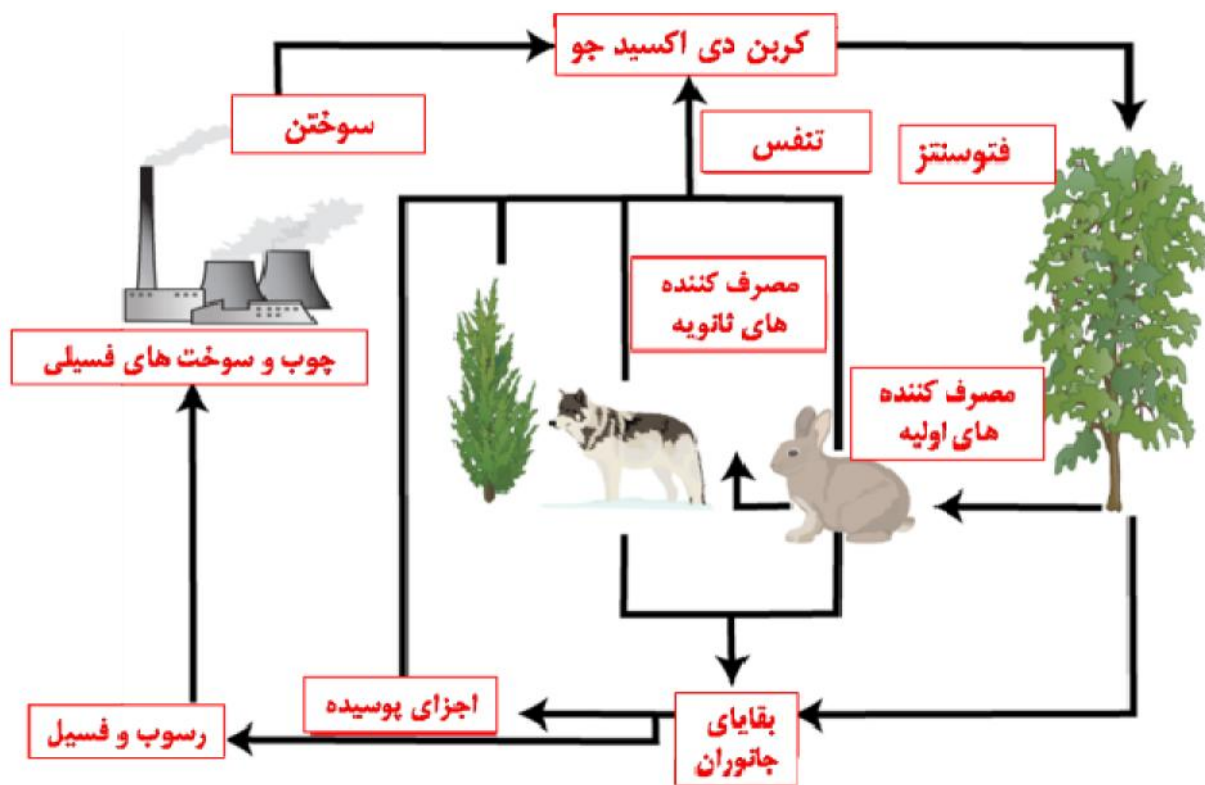 کربن دی اکسید جو
سوختن
تنفس
فتوسنتز
مصرف کننده
های ثانویه
چوب و سوخت های فسیلی
مصرف کننده
های اولیه
اجزای پوسیده
بقایای
جانوران
رسوب و فسیل